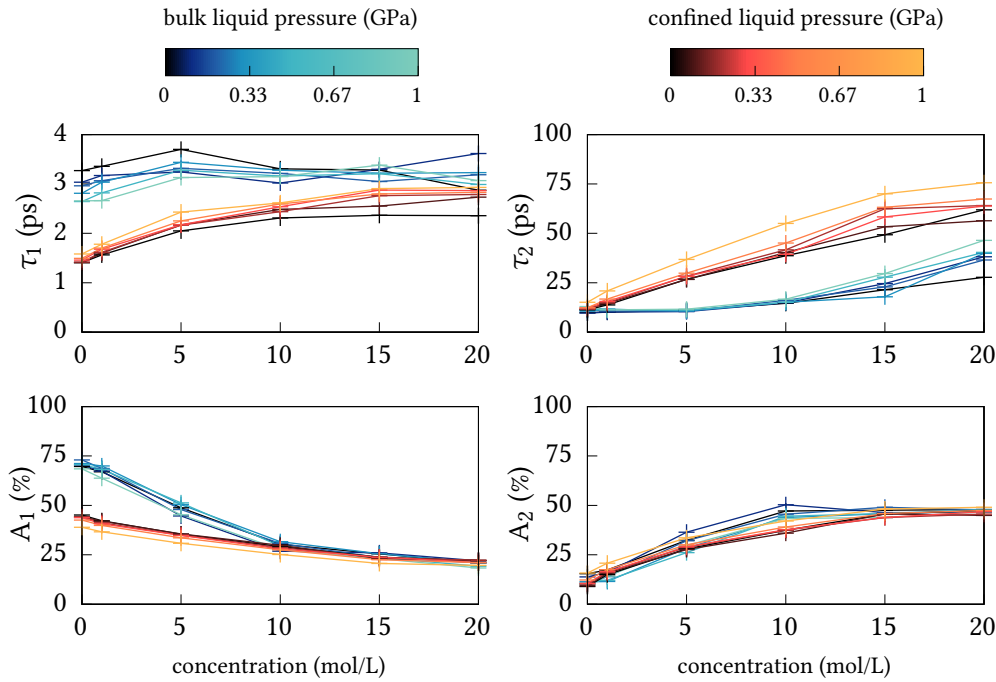 bulk liquid pressure (GPa) confined liquid pressure (GPa)
0 0.33 0.67 1 0 0.33 0.67 1
τ1 (ps)
4
3
2
1
0
0 5 10 15 20
τ2 (ps)
100
75
50
25
0
0 5 10 15 20
A1 (%)
100
75
50
25
0
0 5 10 15 20
concentration (mol/L)
A2 (%)
100
75
50
25
0
0 5 10 15 20
concentration (mol/L)